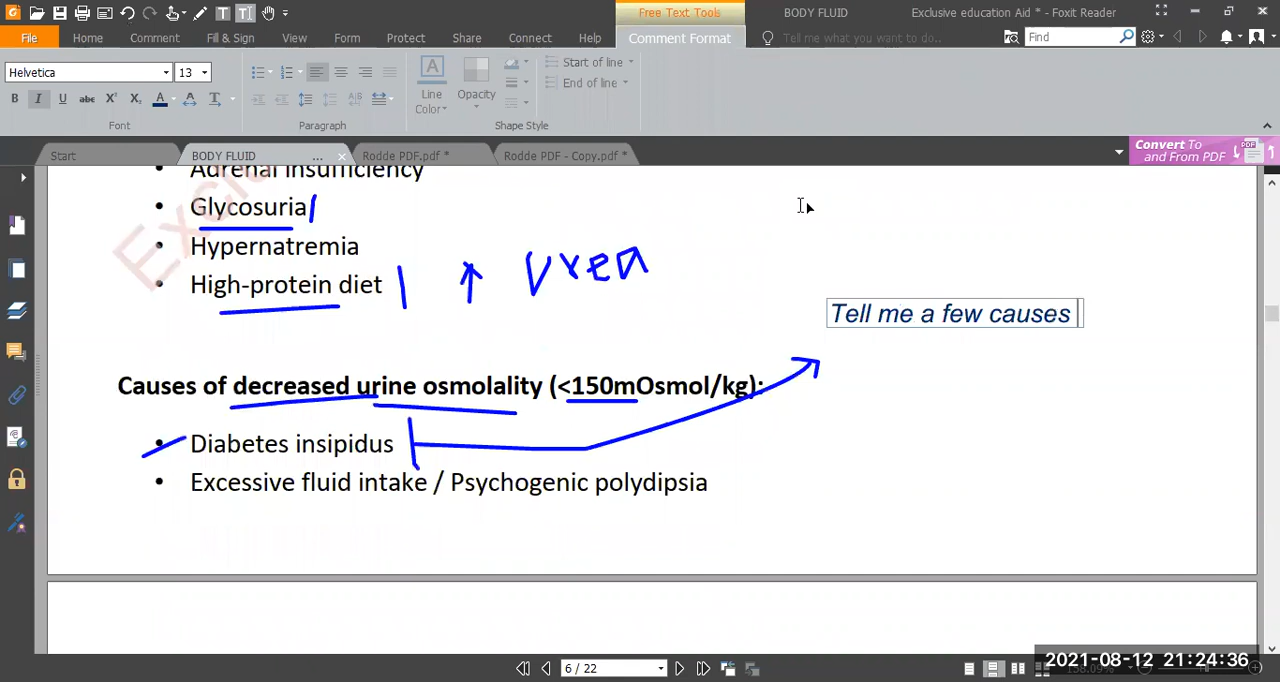 Free Text Tools
BODY FLUID
Exclusive education Aid * - Foxit Reader
File Home Comment Fill & Sign View Form Protect Share Connect Help Comment Format Tell me what you want to do.. Find
Helvetica 13
Line Color
Opacity
Start of line
End of line
Font Paragraph Shape Style
Start BODY FLUID ... Rodde PDF.pdf * Rodde PDF - Copy.pdf *
Convert To and From PDF
• Adrenal insufficiency
• Glycosuria
• Hypernatremia
• High-protein diet ↑ Urea
Tell me a few causes
Causes of decreased urine osmolality (<150mOsmol/kg):
• Diabetes insipidus
• Excessive fluid intake / Psychogenic polydipsia
6 / 22
2021-08-12 21:24:36